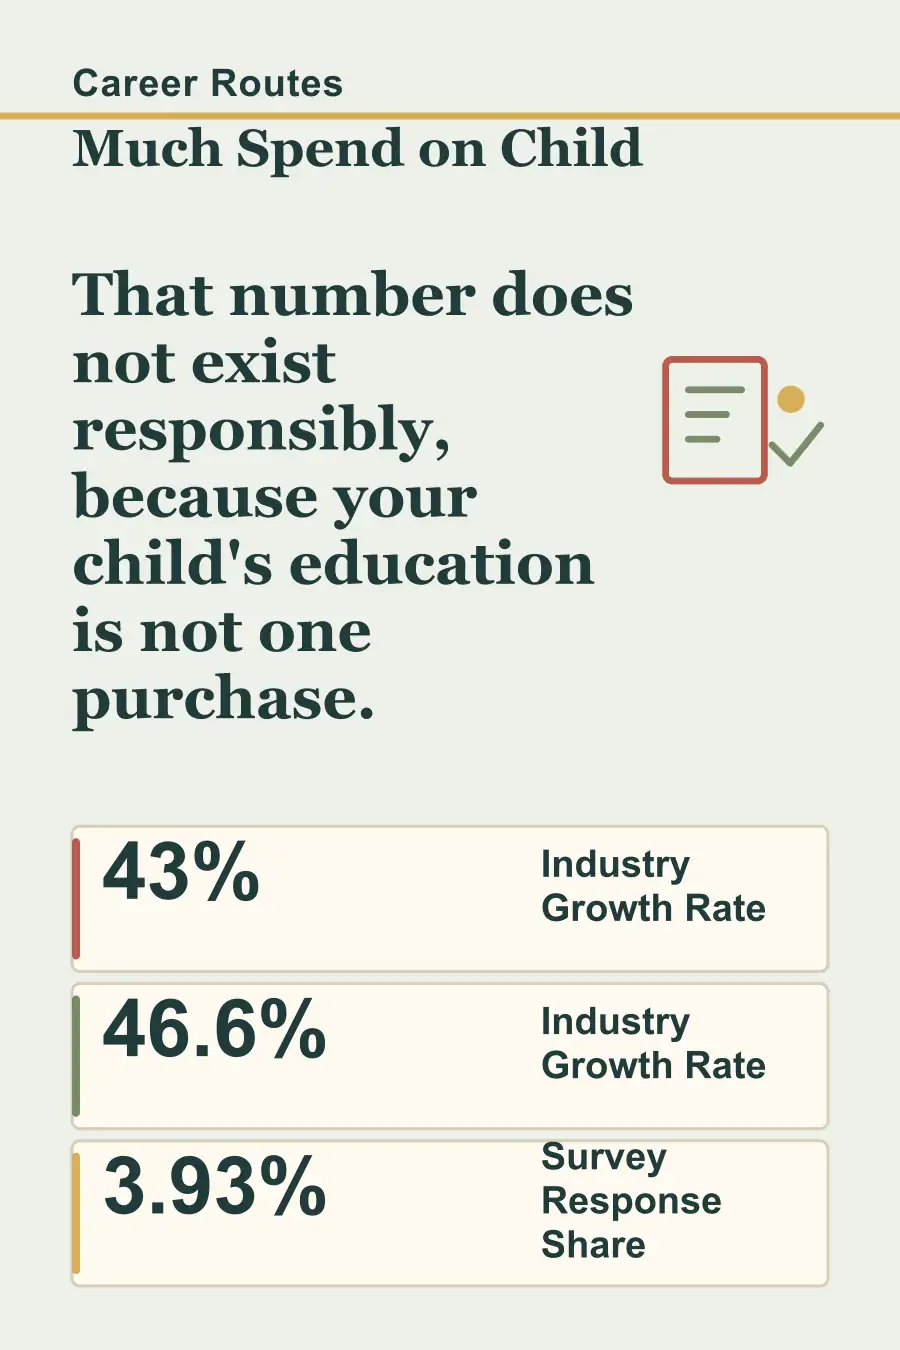 Career Routes
Much Spend on Child
That number does
not exist
responsibly,
because your
child's education
is not one
purchase.
43%
Industry
Growth Rate
46.6%
Industry
Growth Rate
3.93%
Survey
Response
Share